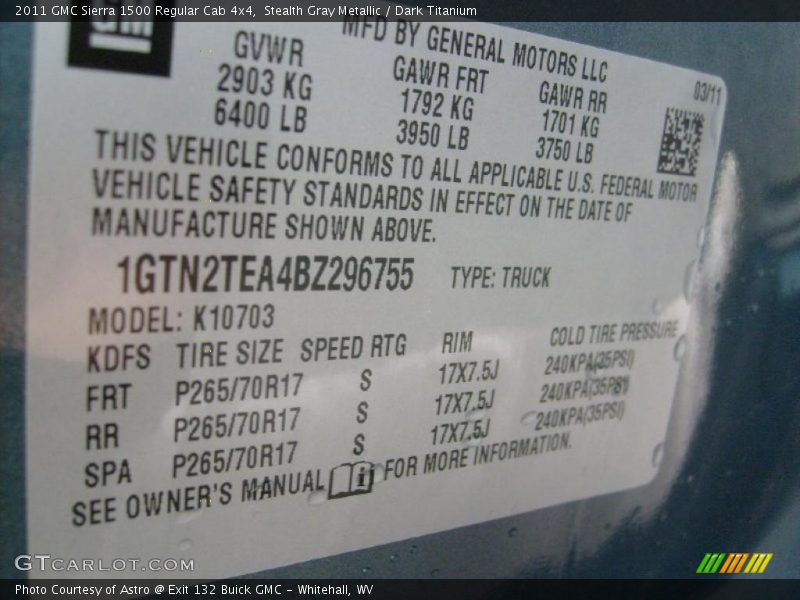 2011 GMC Sierra 1500 Regular Cab 4x4, Stealth Gray Metallic / Dark Titanium
GM
MFD BY GENERAL MOTORS LLC
03/11
GVWR GAWR FRT GAWR RR
2903 KG 1792 KG 1701 KG
6400 LB 3950 LB 3750 LB
THIS VEHICLE CONFORMS TO ALL APPLICABLE U.S. FEDERAL MOTOR
VEHICLE SAFETY STANDARDS IN EFFECT ON THE DATE OF
MANUFACTURE SHOWN ABOVE.
1GTN2TEA4BZ296755 TYPE: TRUCK
MODEL: K10703
KDFS TIRE SIZE SPEED RTG RIM COLD TIRE PRESSURE
FRT P265/70R17 S 17X7.5J 240KPA(35PSI)
RR P265/70R17 S 17X7.5J 240KPA(35PSI)
SPA P265/70R17 S 17X7.5J 240KPA(35PSI)
SEE OWNER'S MANUAL i FOR MORE INFORMATION.
GTCARLOT.COM
Photo Courtesy of Astro @ Exit 132 Buick GMC - Whitehall, WV